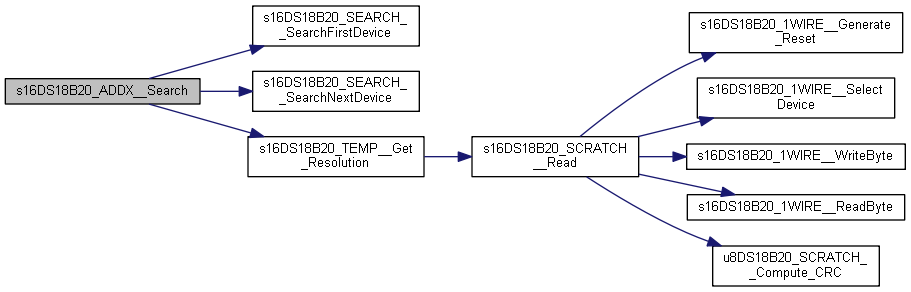 s16DS18B20_ADDX__Search
s16DS18B20_SEARCH_
_SearchFirstDevice
s16DS18B20_SEARCH_
_SearchNextDevice
s16DS18B20_TEMP__Get
_Resolution
s16DS18B20_SCRATCH
__Read
s16DS18B20_1WIRE__Generate
_Reset
s16DS18B20_1WIRE__Select
Device
s16DS18B20_1WIRE__WriteByte
s16DS18B20_1WIRE__ReadByte
u8DS18B20_SCRATCH_
_Compute_CRC